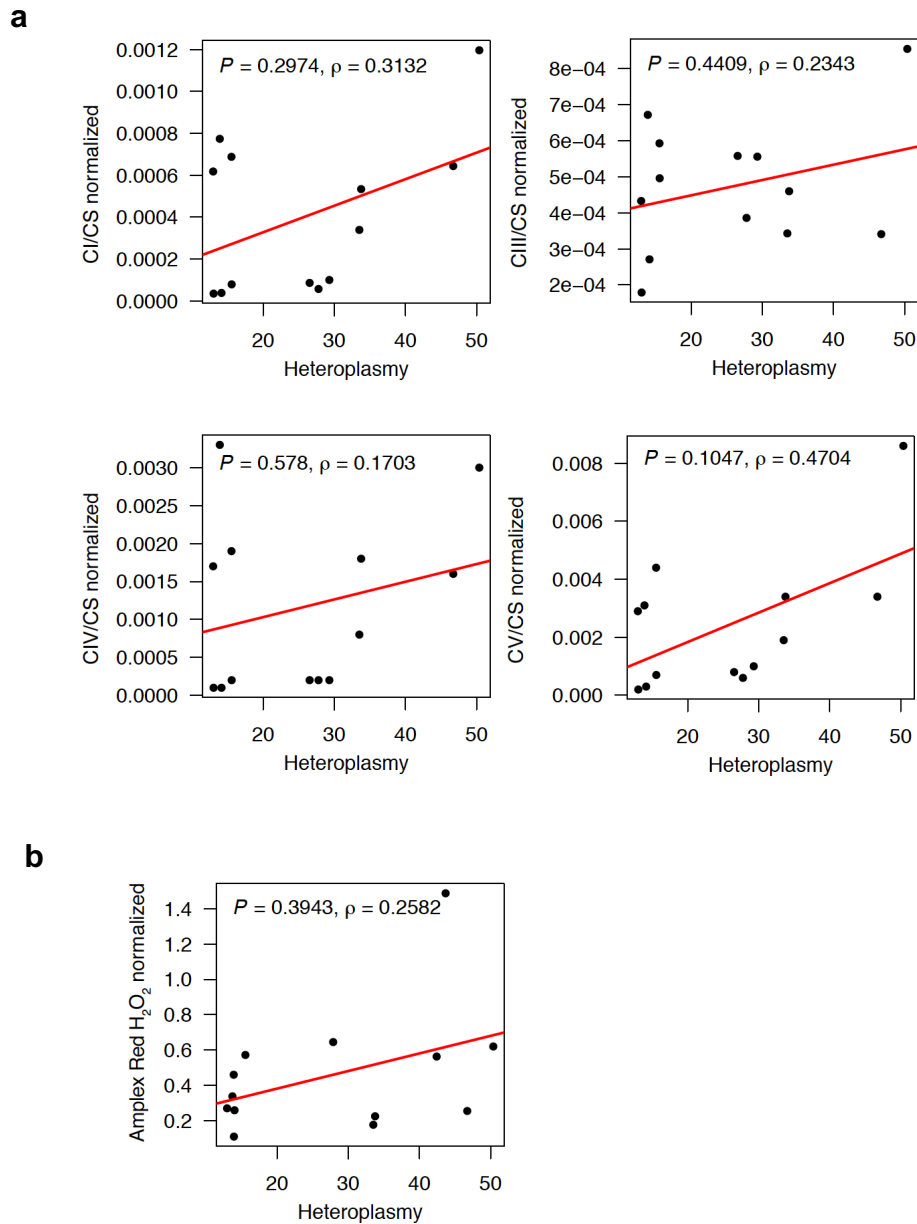 a
P = 0.2974, ρ = 0.3132
CI/CS normalized
0.0012
0.0010
0.0008
0.0006
0.0004
0.0002
0.0000
20 30 40 50
Heteroplasmy
P = 0.4409, ρ = 0.2343
CIII/CS normalized
8e−04
7e−04
6e−04
5e−04
4e−04
3e−04
2e−04
20 30 40 50
Heteroplasmy
P = 0.578, ρ = 0.1703
CIV/CS normalized
0.0030
0.0025
0.0020
0.0015
0.0010
0.0005
0.0000
20 30 40 50
Heteroplasmy
P = 0.1047, ρ = 0.4704
CV/CS normalized
0.008
0.006
0.004
0.002
0.000
20 30 40 50
Heteroplasmy
b
P = 0.3943, ρ = 0.2582
Amplex Red H₂O₂ normalized
1.4
1.2
1.0
0.8
0.6
0.4
0.2
20 30 40 50
Heteroplasmy